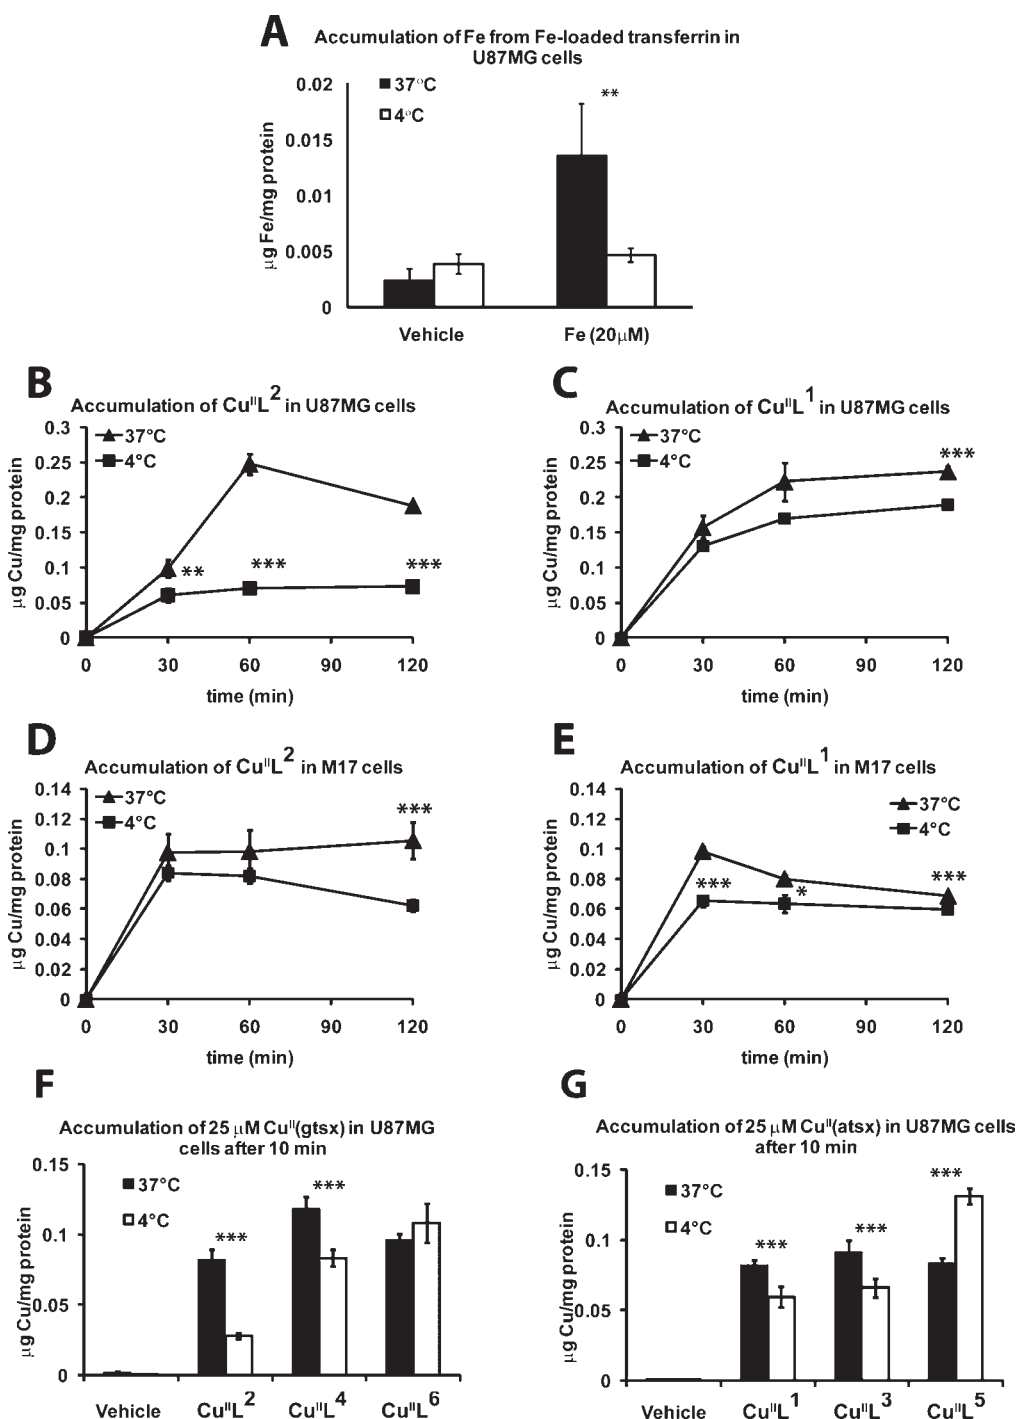 A
Accumulation of Fe from Fe-loaded transferrin in
U87MG cells
37°C
4°C
**
0.02
0.015
0.01
0.005
0
µg Fe/mg protein
Vehicle
Fe (20µM)
B
Accumulation of CuᴵᴵL² in U87MG cells
37°C
4°C
0.3
0.25
0.2
0.15
0.1
0.05
0
µg Cu/mg protein
** *** ***
0 30 60 90 120
time (min)
C
Accumulation of CuᴵᴵL¹ in U87MG cells
37°C
4°C
***
0.3
0.25
0.2
0.15
0.1
0.05
0
µg Cu/mg protein
0 30 60 90 120
time (min)
D
Accumulation of CuᴵᴵL² in M17 cells
37°C
4°C
***
0.14
0.12
0.1
0.08
0.06
0.04
0.02
0
µg Cu/mg protein
0 30 60 90 120
time (min)
E
Accumulation of CuᴵᴵL¹ in M17 cells
37°C
4°C
*** * ***
0.14
0.12
0.1
0.08
0.06
0.04
0.02
0
µg Cu/mg protein
0 30 60 90 120
time (min)
F
Accumulation of 25 µM Cuᴵᴵ(gtsx) in U87MG
cells after 10 min
37°C
4°C
*** ***
0.15
0.1
0.05
0
µg Cu/mg protein
Vehicle CuᴵᴵL² CuᴵᴵL⁴ CuᴵᴵL⁶
G
Accumulation of 25 µM Cuᴵᴵ(atsx) in U87MG cells
after 10 min
37°C
4°C
*** *** ***
0.15
0.1
0.05
0
µg Cu/mg protein
Vehicle CuᴵᴵL¹ CuᴵᴵL³ CuᴵᴵL⁵